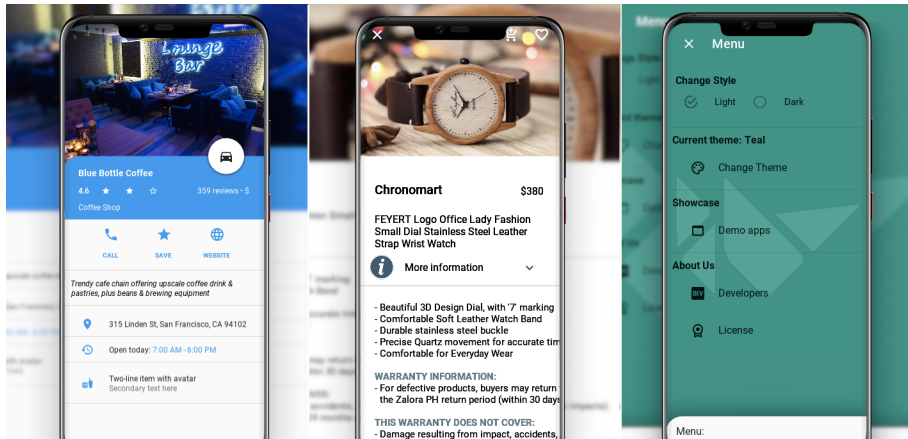 Lounge
Bar
Blue Bottle Coffee
4.6
359 reviews • $
Coffee Shop
CALL
SAVE
WEBSITE
Trendy cafe chain offering upscale coffee drink &
pastries, plus beans & brewing equipment
315 Linden St, San Francisco, CA 94102
Open today: 7:00 AM - 6:00 PM
Two-line item with avatar
Secondary text here
Chronomart
$380
FEYERT Logo Office Lady Fashion
Small Dial Stainless Steel Leather
Strap Wrist Watch
i
More information
- Beautiful 3D Design Dial, with '7' marking
- Comfortable Soft Leather Watch Band
- Durable stainless steel buckle
- Precise Quartz movement for accurate tim
- Comfortable for Everyday Wear
WARRANTY INFORMATION:
- For defective products, buyers may return
the Zalora PH return period (within 30 days
THIS WARRANTY DOES NOT COVER:
- Damage resulting from impact, accidents,
Menu
Change Style
Light
Dark
Current theme: Teal
Change Theme
Showcase
Demo apps
About Us
DEV
Developers
License
Menu: